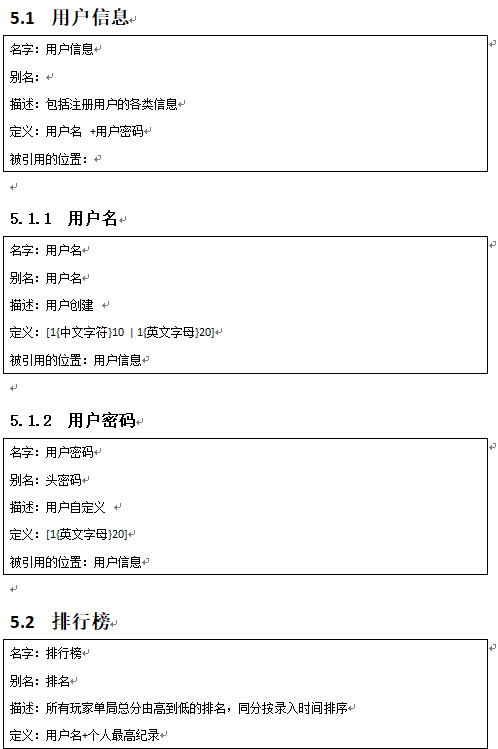 5.1 用户信息
名字：用户信息
别名：
描述：包括注册用户的各类信息
定义：用户名 +用户密码
被引用的位置：
5.1.1 用户名
名字：用户名
别名：用户名
描述：用户创建
定义：[1{中文字符}10 | 1{英文字母}20]
被引用的位置：用户信息
5.1.2 用户密码
名字：用户密码
别名：头密码
描述：用户自定义
定义：[1{英文字母}20]
被引用的位置：用户信息
5.2 排行榜
名字：排行榜
别名：排名
描述：所有玩家单局总分由高到低的排名，同分按录入时间排序
定义：用户名+个人最高纪录